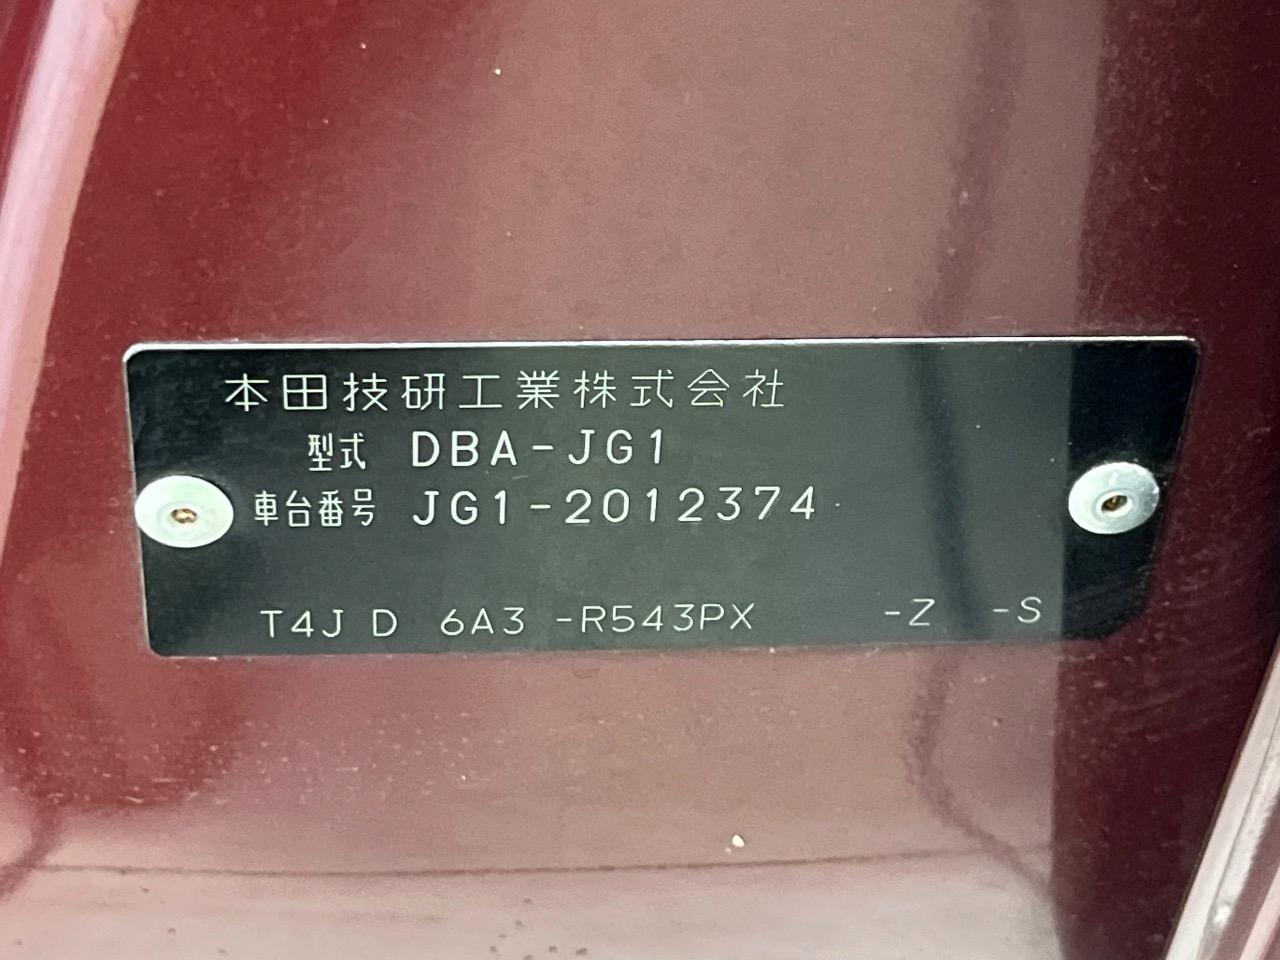 本田技研工業株式会社
型式 DBA-JG1
車台番号 JG1-2012374
T4J D 6A3 -R543PX -Z -S